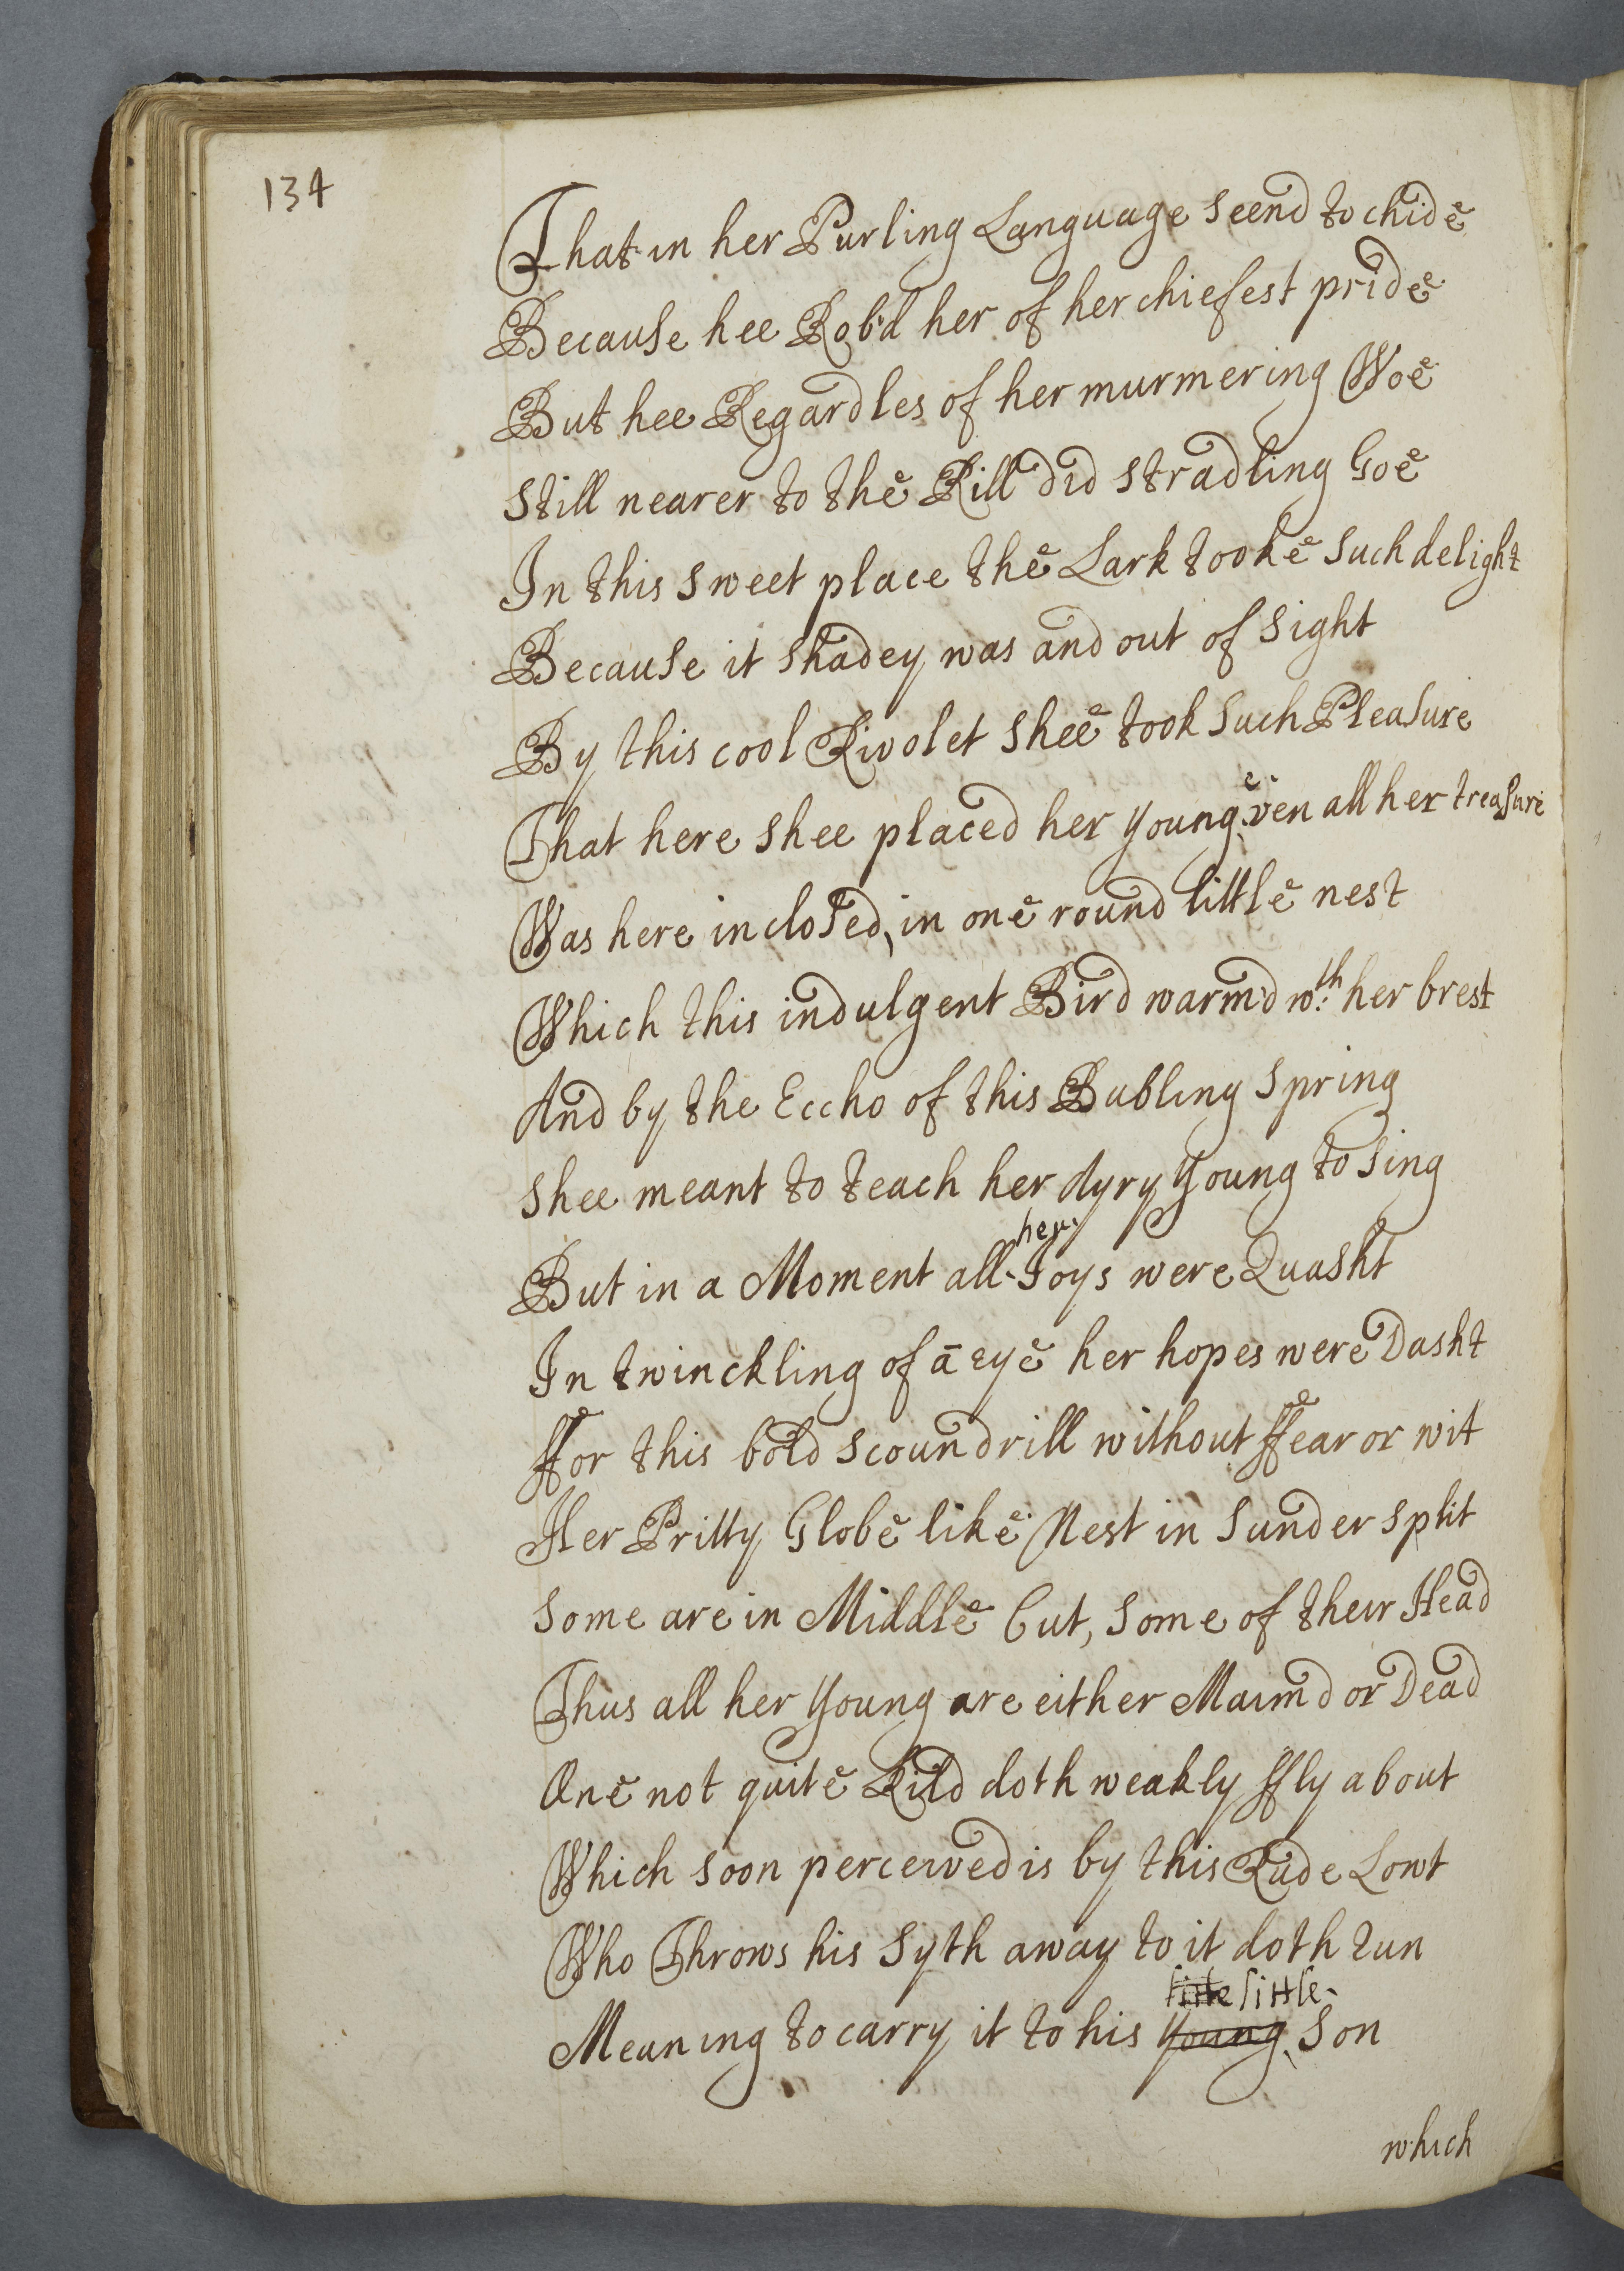 134
That in her Purling Language Seend to chide
Because hee Rob'd her of her chiefest pride
But hee Regardles of her murmering Woe
Still nearer to the Rill did stradling Goe
In this sweet place the Lark tooke such delight
Because it shadey was and out of sight
By this cool Rivolet shee took such Pleasure
That here shee placed her Young, even all her treasure
Was here inclosed, in one round little nest
Which this indulgent Bird warm'd wth: her brest
And by the Eccho of this Bubling spring
Shee meant to teach her Ayry Young to sing
But in a Moment all her Joys were Quasht
In twinckling of a eye her hopes were Dasht
ffor this bold scoundrill without ffear or wit
Her Pritty Globe like Nest in sunder split
Some are in Middle Cut, some of their Head
Thus all her Young are either Maim'd or Dead
One not quite Kild doth weakly ffly about
Which soon perceived is by this Rude Lowt
Who Throws his Syth away to it doth run
little little
Meaning to carry it to his Young Son
which